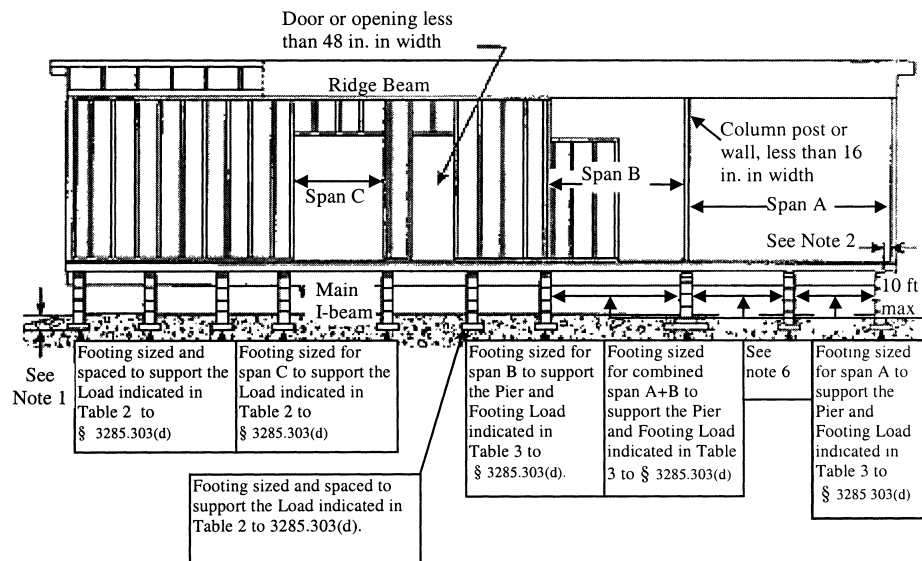 Door or opening less
than 48 in. in width
Ridge Beam
Column post or
wall, less than 16
in. in width
Span C
Span B
Span A
See Note 2
Main
I-beam
10 ft
max
See
Note 1
Footing sized and
spaced to support the
Load indicated in
Table 2 to
§ 3285.303(d)
Footing sized for
span C to support the
Load indicated in
Table 2 to
§ 3285.303(d)
Footing sized and spaced to
support the Load indicated in
Table 2 to 3285.303(d).
Footing sized for
span B to support
the Pier and
Footing Load
indicated in
Table 3 to
§ 3285.303(d).
Footing sized
for combined
span A+B to
support the Pier
and Footing Load
indicated in Table
3 to § 3285.303(d)
See
note 6
Footing sized
for span A to
support the
Pier and
Footing Load
indicated in
Table 3 to
§ 3285 303(d)